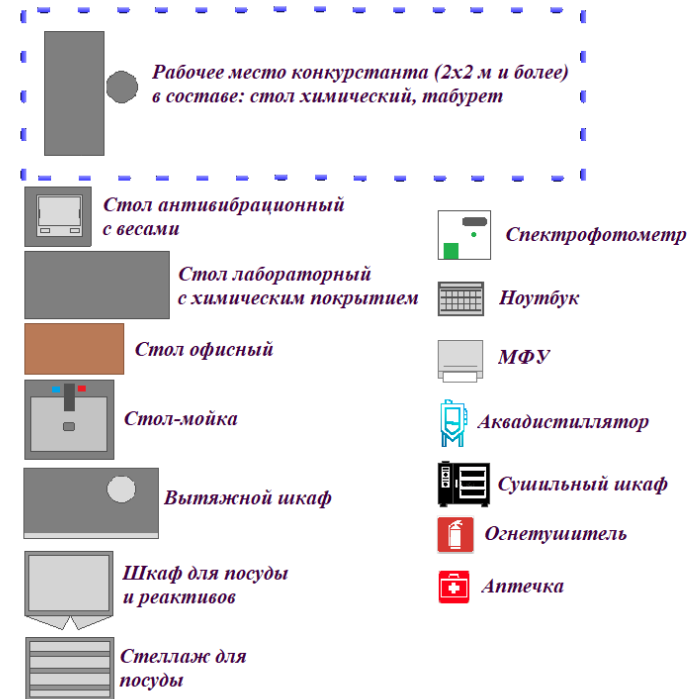 Рабочее место конкурстанта (2х2 м и более)
в составе: стол химический, табурет
Стол антивибрационный
с весами
Стол лабораторный
с химическим покрытием
Стол офисный
Стол-мойка
Вытяжной шкаф
Шкаф для посуды
и реактивов
Стеллаж для
посуды
Спектрофотометр
Ноутбук
МФУ
Аквадистиллятор
Сушильный шкаф
Огнетушитель
Аптечка